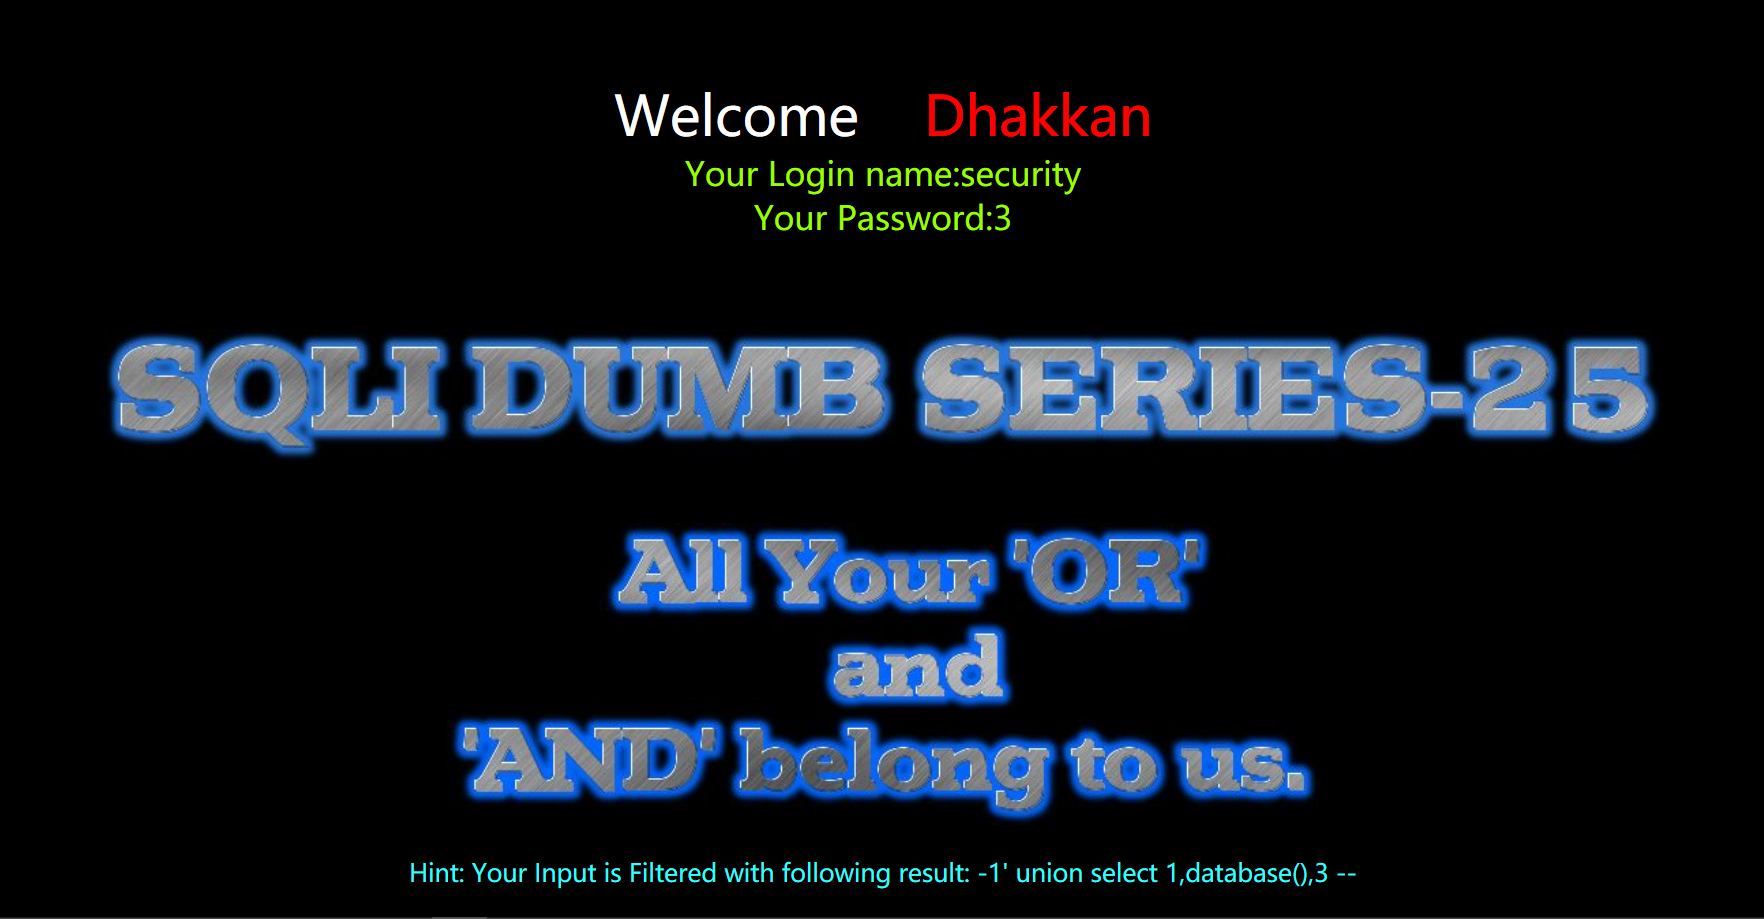 Welcome Dhakkan
Your Login name:security
Your Password:3
SQLI DUMB SERIES-25
All Your 'OR'
and
'AND' belong to us.
Hint: Your Input is Filtered with following result: -1' union select 1,database(),3 --